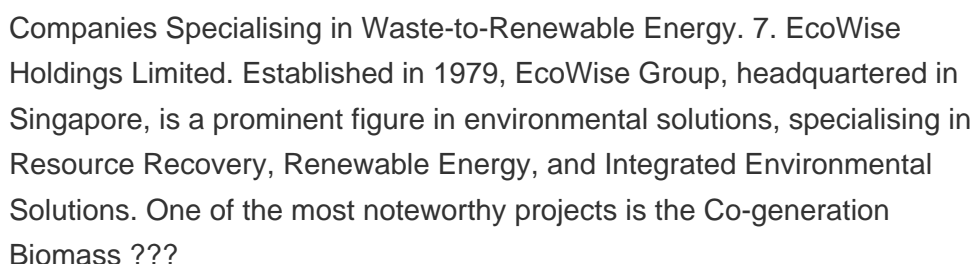 Companies Specialising in Waste-to-Renewable Energy. 7. EcoWise
Holdings Limited. Established in 1979, EcoWise Group, headquartered in
Singapore, is a prominent figure in environmental solutions, specialising in
Resource Recovery, Renewable Energy, and Integrated Environmental
Solutions. One of the most noteworthy projects is the Co-generation
Biomass ???